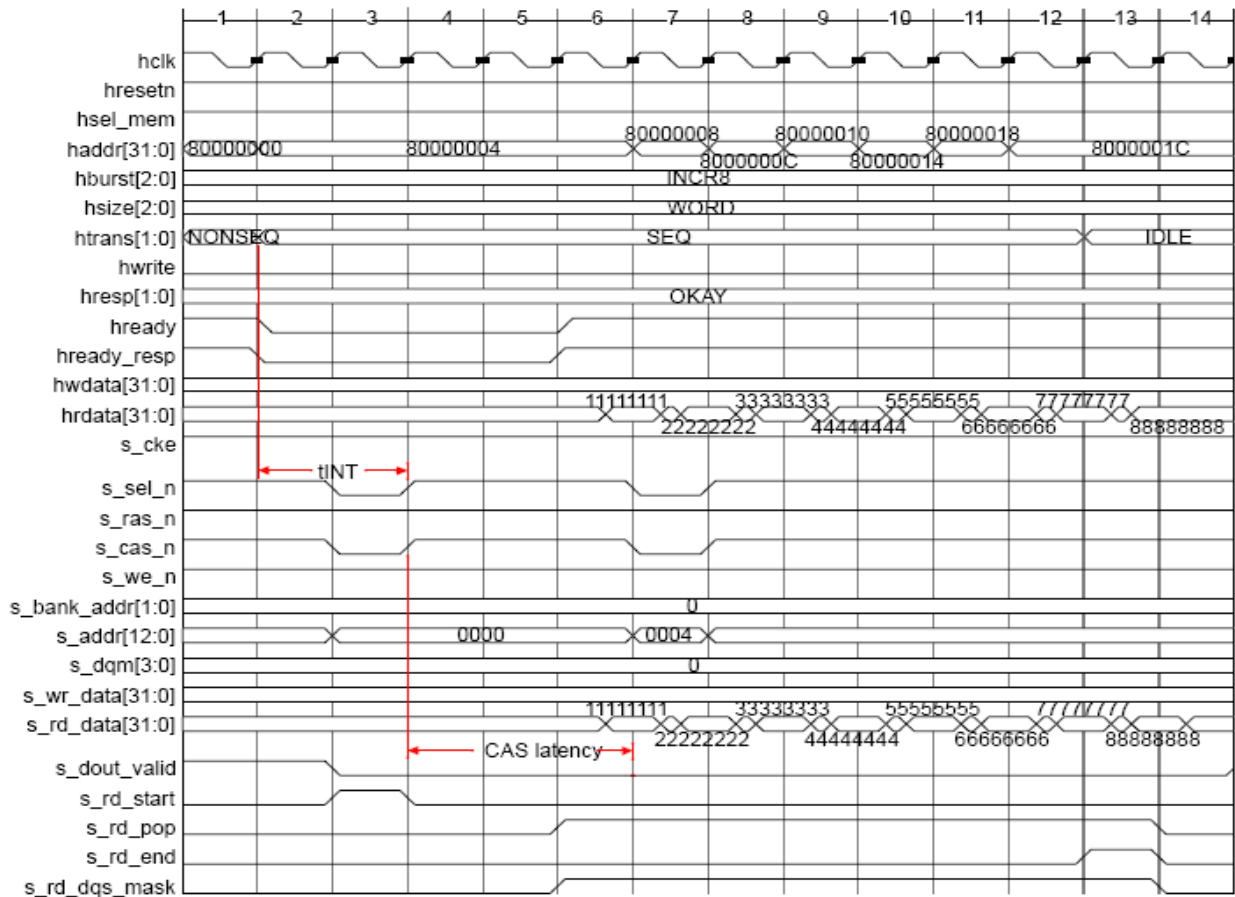 1 2 3 4 5 6 7 8 9 10 11 12 13 14
hclk
hresetn
hsel_mem
80000008 80000010 80000018
haddr[31:0] 80000000 80000004 8000001C
8000000C 80000014
hburst[2:0] INCR8
hsize[2:0] WORD
htrans[1:0] NONSEQ SEQ IDLE
hwrite
hresp[1:0] OKAY
hready
hready_resp
hwdata[31:0]
11111111 33333333 55555555 77777777
hrdata[31:0]
22222222 44444444 66666666 88888888
s_cke
tINT
s_sel_n
s_ras_n
s_cas_n
s_we_n
s_bank_addr[1:0] 0
s_addr[12:0] 0000 0004
s_dqm[3:0] 0
s_wr_data[31:0]
11111111 33333333 55555555 77777777
s_rd_data[31:0]
22222222 44444444 66666666 88888888
CAS latency
s_dout_valid
s_rd_start
s_rd_pop
s_rd_end
s_rd_dqs_mask